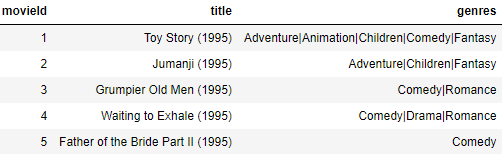 movieId title genres
1 Toy Story (1995) Adventure|Animation|Children|Comedy|Fantasy
2 Jumanji (1995) Adventure|Children|Fantasy
3 Grumpier Old Men (1995) Comedy|Romance
4 Waiting to Exhale (1995) Comedy|Drama|Romance
5 Father of the Bride Part II (1995) Comedy